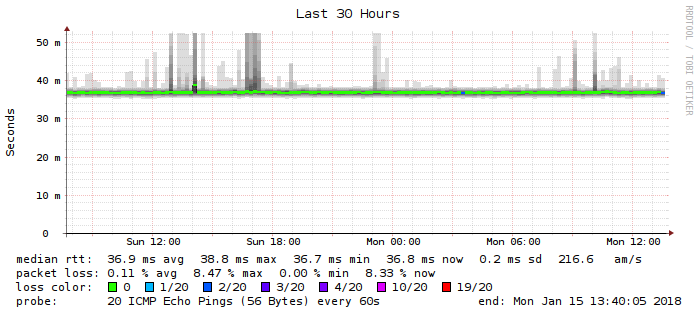 Last 30 Hours
RRDTOOL / TOBI OETIKER
Seconds
50 m
40 m
30 m
20 m
10 m
0
Sun 12:00 Sun 18:00 Mon 00:00 Mon 06:00 Mon 12:00
median rtt: 36.9 ms avg 38.8 ms max 36.7 ms min 36.8 ms now 0.2 ms sd 216.6 am/s
packet loss: 0.11 % avg 8.47 % max 0.00 % min 8.33 % now
loss color: 0 1/20 2/20 3/20 4/20 10/20 19/20
probe: 20 ICMP Echo Pings (56 Bytes) every 60s end: Mon Jan 15 13:40:05 2018